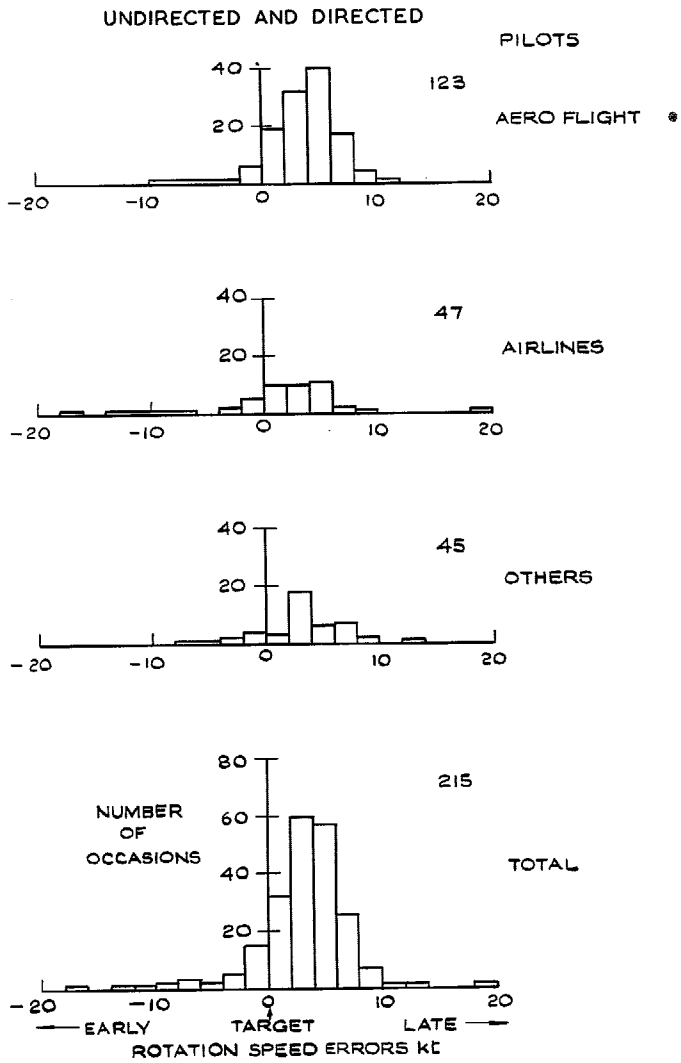 UNDIRECTED AND DIRECTED
PILOTS
40
123
20
AERO FLIGHT
-20 -10 0 10 20
40
47
20
AIRLINES
-20 -10 0 10 20
40
45
20
OTHERS
-20 -10 0 10 20
80
215
NUMBER
OF
OCCASIONS
60
40
TOTAL
20
-20 -10 0 10 20
EARLY TARGET LATE
ROTATION SPEED ERRORS Kt